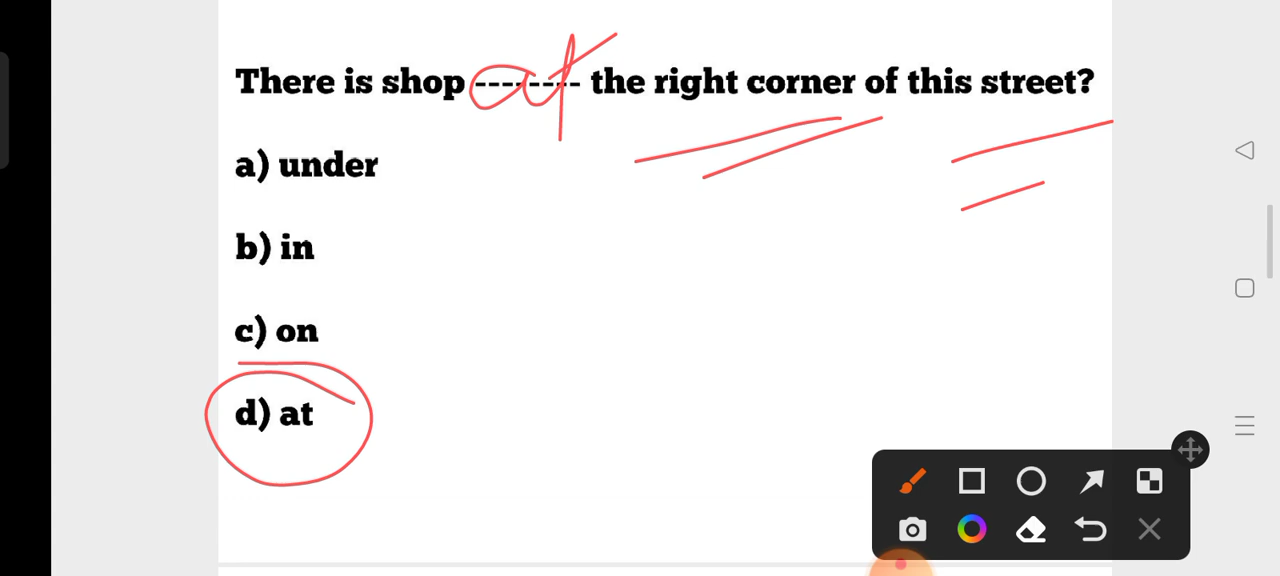 There is shop -------- the right corner of this street?
at
a) under
b) in
c) on
d) at